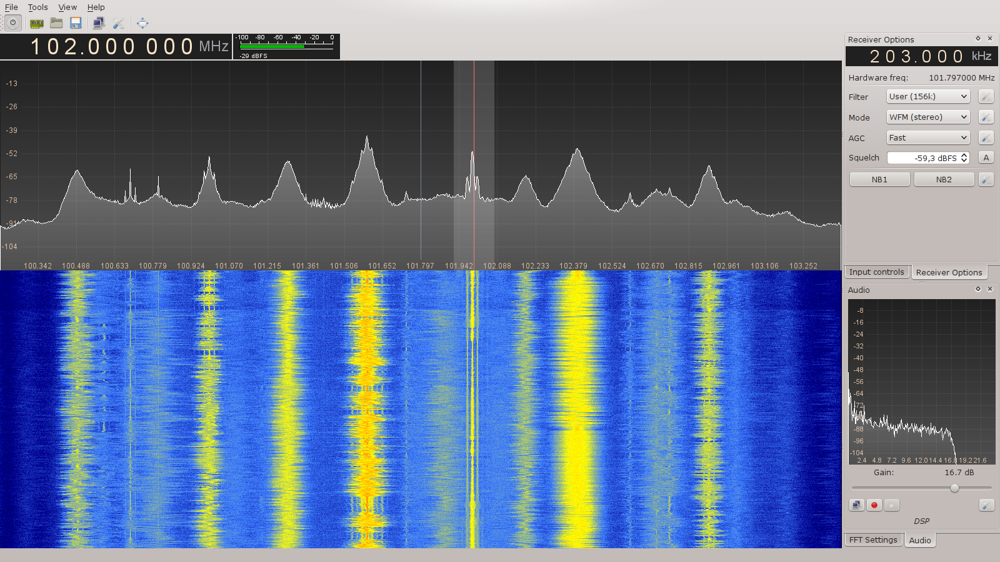 File Tools View Help
102.000 000 MHz
-100 -80 -60 -40 -20 0
-29 dBFS
-13
-26
-39
-52
-65
-78
-91
-104
100.342 100.488 100.633 100.779 100.924 101.070 101.215 101.361 101.506 101.652 101.797 101.942 102.088 102.233 102.379 102.524 102.670 102.815 102.961 103.106 103.252
Receiver Options
203.000 kHz
Hardware freq: 101.797000 MHz
Filter User (156k)
Mode WFM (stereo)
AGC Fast
Squelch -59,3 dBFS A
NB1 NB2
Input controls Receiver Options
Audio
-8
-16
-24
-32
-40
-48
-56
-64
-72
-80
-88
-96
-104
2.4 4.8 7.2 9.6 12.0 14.4 16.8 19.2 21.6
Gain: 16.7 dB
DSP
FFT Settings Audio